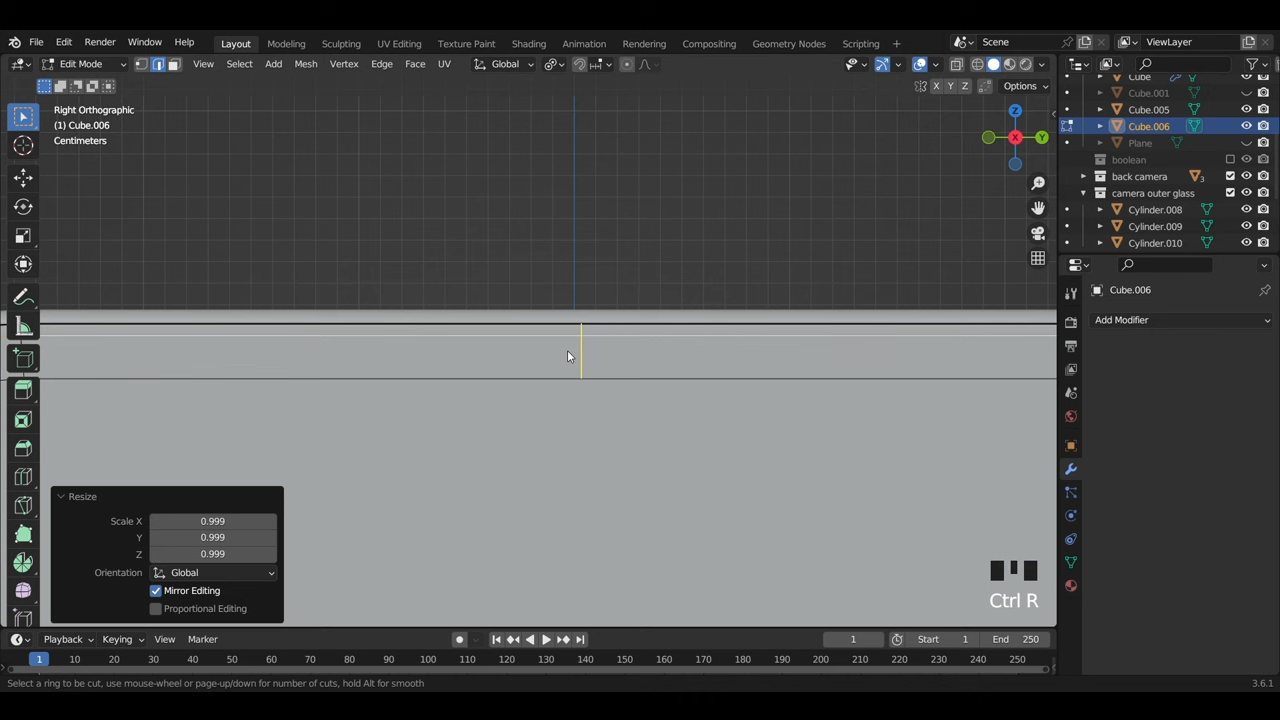 File Edit Render Window Help Layout Modeling Sculpting UV Editing Texture Paint Shading Animation Rendering Compositing Geometry Nodes Scripting + Scene ViewLayer
Edit Mode View Select Add Mesh Vertex Edge Face UV Global
X Y Z Options
Right Orthographic
(1) Cube.006
Centimeters
Z
X
Y
Cube
Cube.001
Cube.005
Cube.006
Plane
boolean
back camera 3
camera outer glass
Cylinder.008
Cylinder.009
Cylinder.010
Cube.006
Add Modifier
Resize
Scale X 0.999
Y 0.999
Z 0.999
Orientation Global
Mirror Editing
Proportional Editing
Ctrl R
Playback Keying View Marker 1 Start 1 End 250
1 10 20 30 40 50 60 70 80 90 100 110 120 130 140 150 160 170 180 190 200 210 220 230 240 250
Select a ring to be cut, use mouse-wheel or page-up/down for number of cuts, hold Alt for smooth 3.6.1